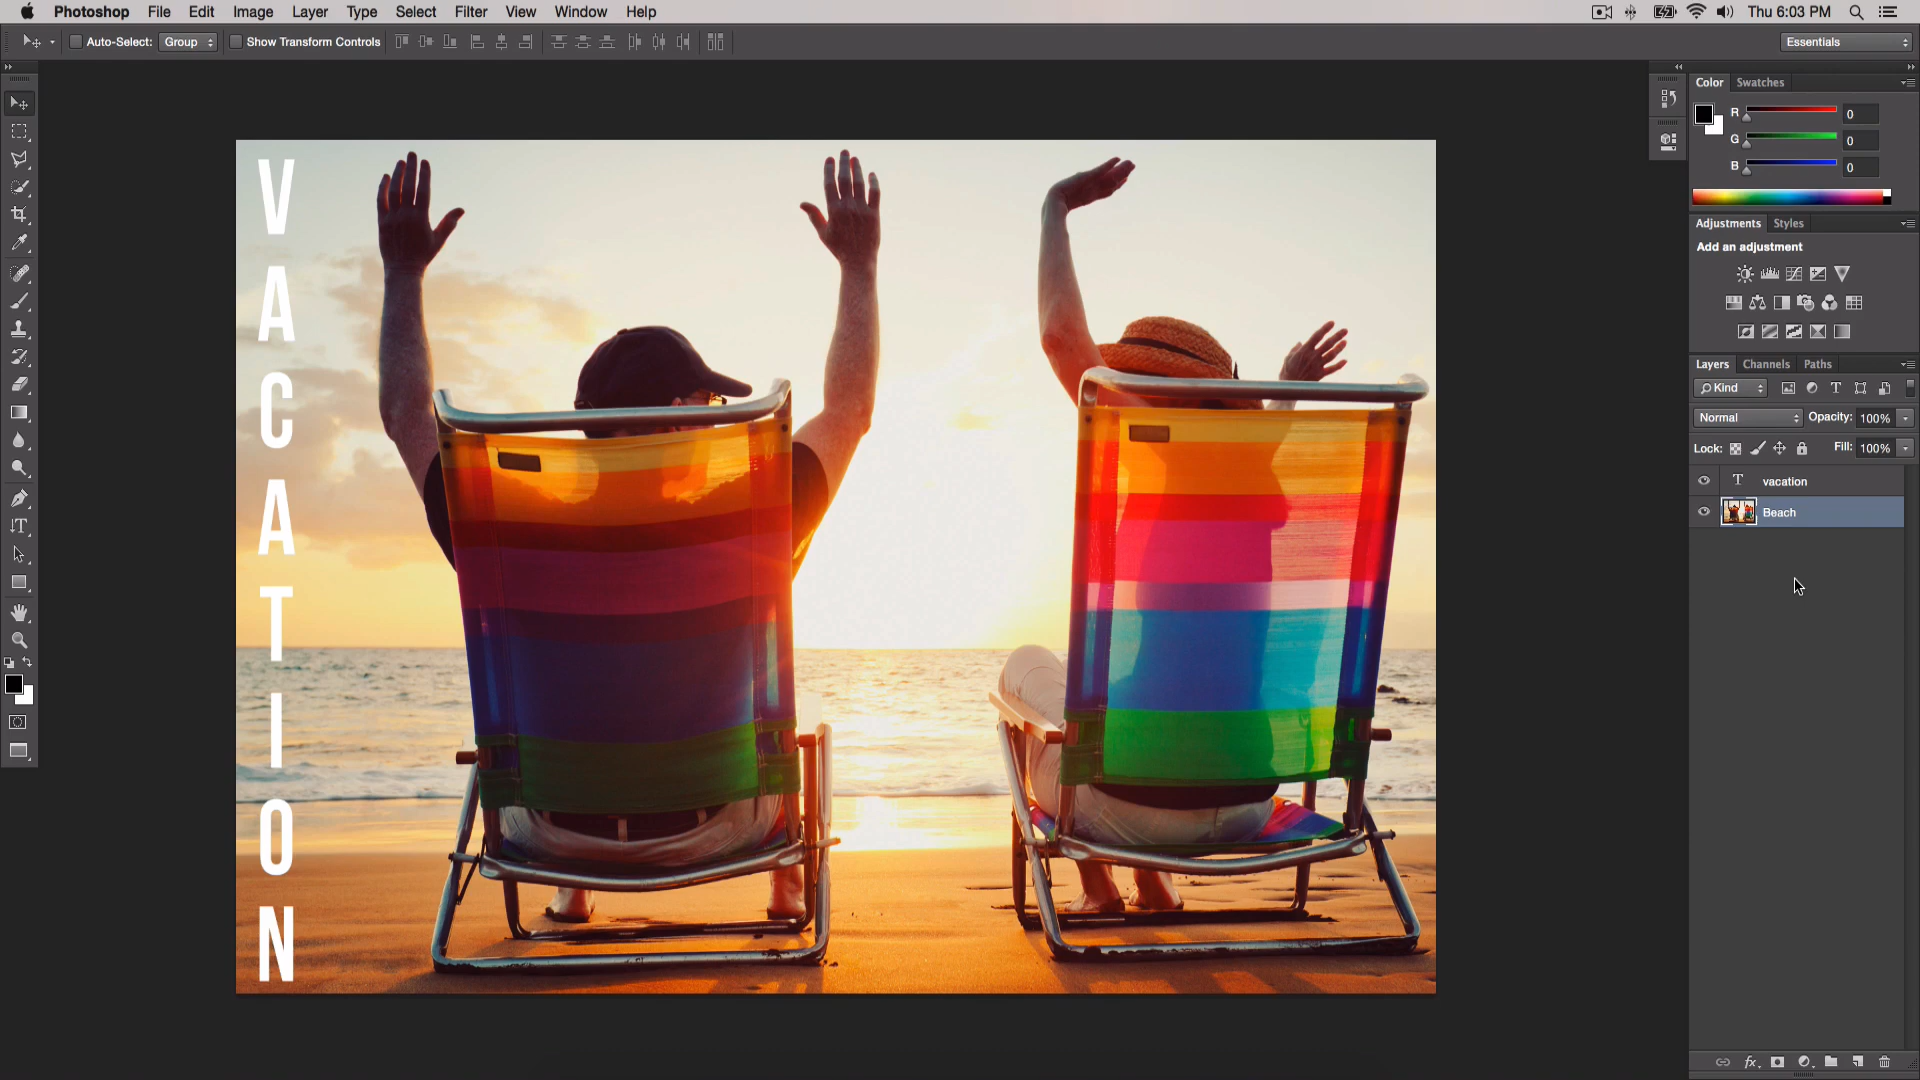 Photoshop File Edit Image Layer Type Select Filter View Window Help Thu 6:03 PM
Auto-Select: Group Show Transform Controls Essentials
Color Swatches
R 0
G 0
B 0
Adjustments Styles
Add an adjustment
Layers Channels Paths
Kind
Normal Opacity: 100%
Lock: Fill: 100%
T vacation
Beach
fx
V
A
C
A
T
I
O
N